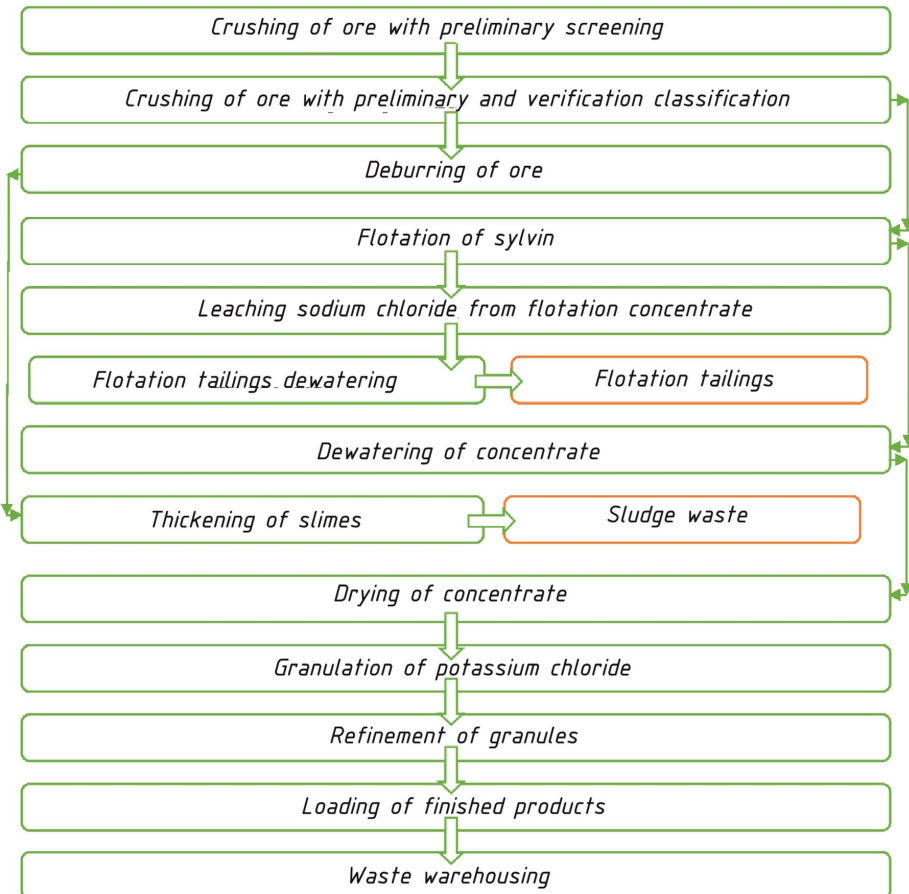 Crushing of ore with preliminary screening
Crushing of ore with preliminary and verification classification
Deburring of ore
Flotation of sylvin
Leaching sodium chloride from flotation concentrate
Flotation tailings dewatering
Flotation tailings
Dewatering of concentrate
Thickening of slimes
Sludge waste
Drying of concentrate
Granulation of potassium chloride
Refinement of granules
Loading of finished products
Waste warehousing